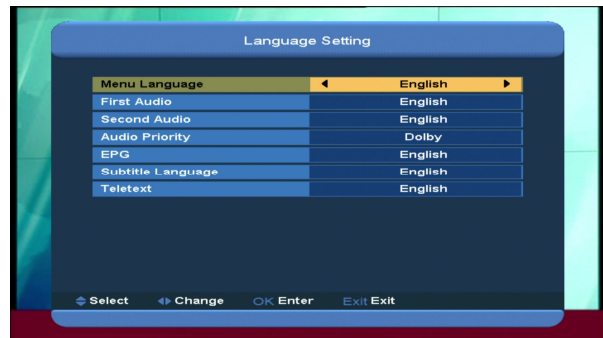 Language Setting
Menu Language English
First Audio English
Second Audio English
Audio Priority Dolby
EPG English
Subtitle Language English
Teletext English
Select Change OK Enter Exit Exit